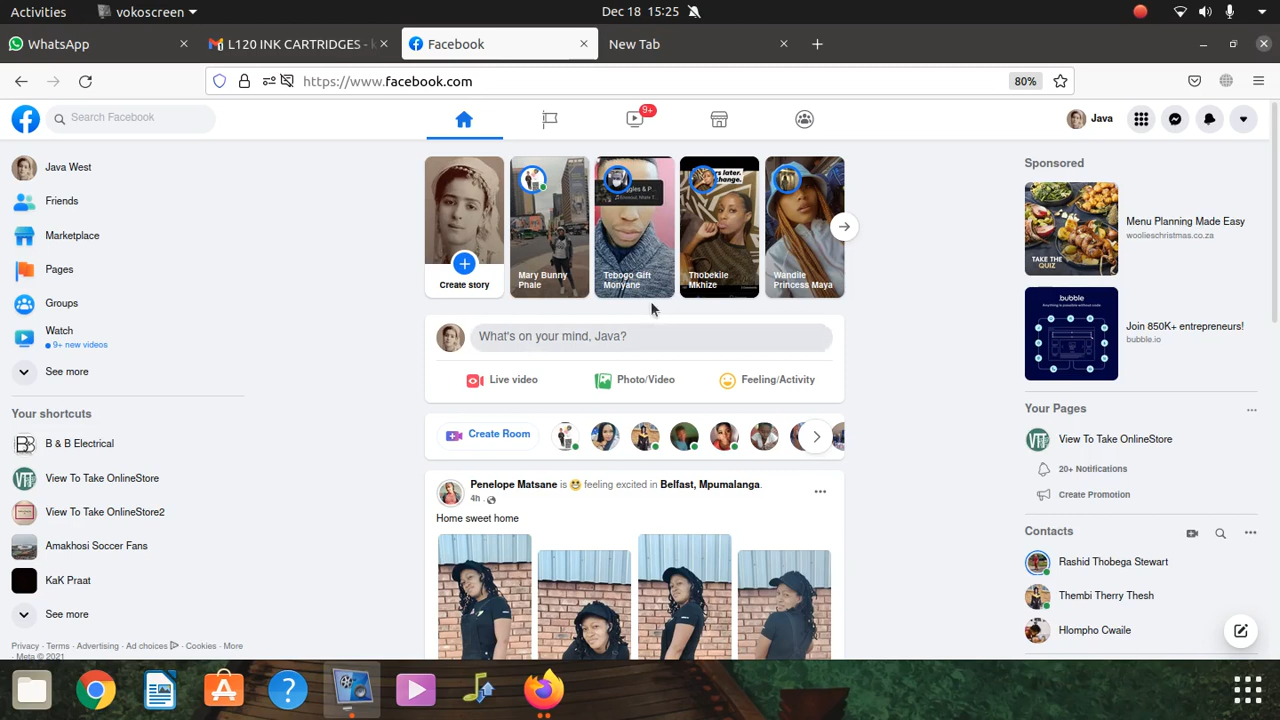 Activities
vokoscreen
Dec 18 15:25
WhatsApp
L120 INK CARTRIDGES - k
Facebook
New Tab
https://www.facebook.com
80%
Search Facebook
9+
Java
Java West
Friends
Marketplace
Pages
Groups
Watch
9+ new videos
See more
Your shortcuts
B & B Electrical
View To Take OnlineStore
View To Take OnlineStore2
Amakhosi Soccer Fans
KaK Praat
See more
Privacy · Terms · Advertising · Ad choices · Cookies · More
· Meta © 2021
Create story
Mary Bunny
Phale
Tebogo Gift
Monyane
Thobekile
Mkhize
Wandile
Princess Maya
What's on your mind, Java?
Live video
Photo/Video
Feeling/Activity
Create Room
Penelope Matsane is feeling excited in Belfast, Mpumalanga.
4h ·
Home sweet home
Sponsored
TAKE THE
QUIZ
Menu Planning Made Easy
woolieschristmas.co.za
.bubble
Join 850K+ entrepreneurs!
bubble.io
Your Pages
View To Take OnlineStore
20+ Notifications
Create Promotion
Contacts
Rashid Thobega Stewart
Thembi Therry Thesh
Hlompho Cwaile